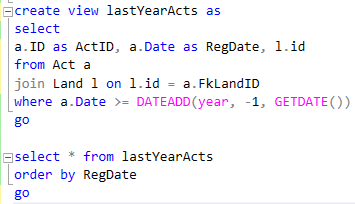 create view lastYearActs as
select
a.ID as ActID, a.Date as RegDate, l.id
from Act a
join Land l on l.id = a.FkLandID
where a.Date >= DATEADD(year, -1, GETDATE())
go
select * from lastYearActs
order by RegDate
go